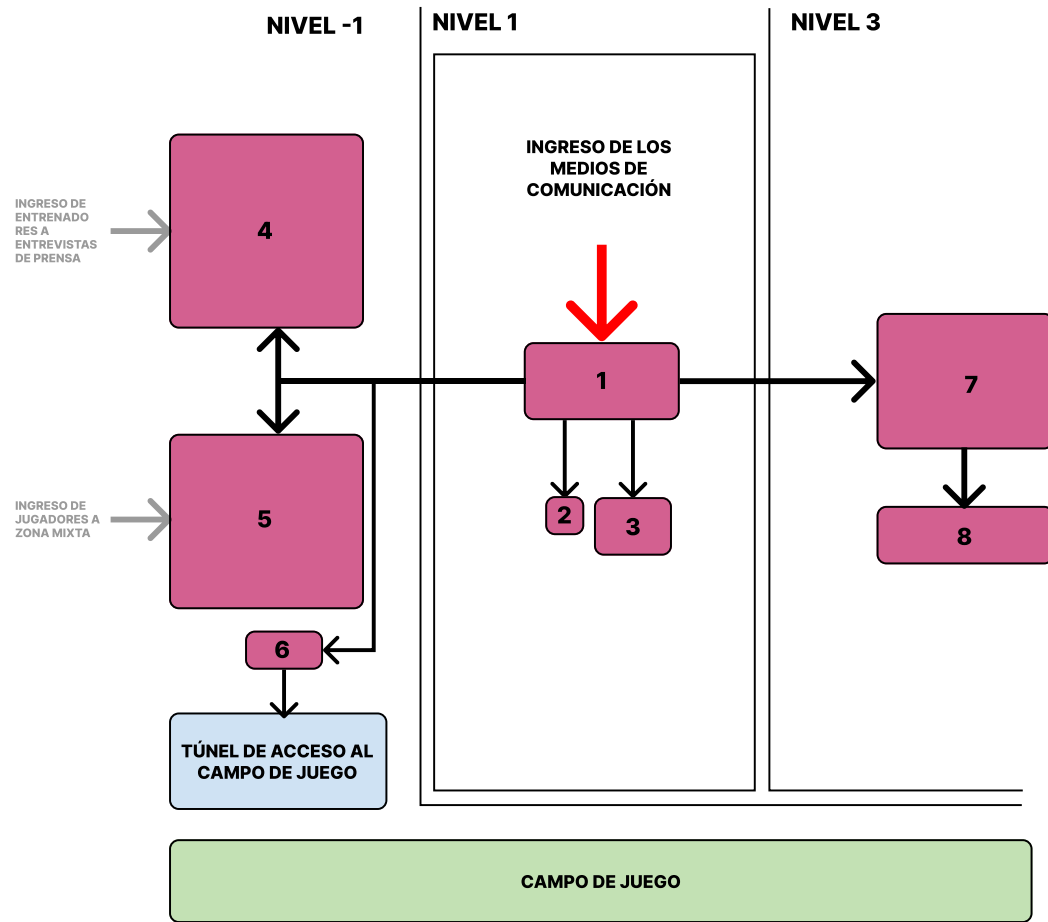 NIVEL -1
NIVEL 1
NIVEL 3
INGRESO DE LOS
MEDIOS DE
COMUNICACIÓN
INGRESO DE
ENTRENADO
RES A
ENTREVISTAS
DE PRENSA
4
1
7
INGRESO DE
JUGADORES A
ZONA MIXTA
5
2
3
8
6
TÚNEL DE ACCESO AL
CAMPO DE JUEGO
CAMPO DE JUEGO